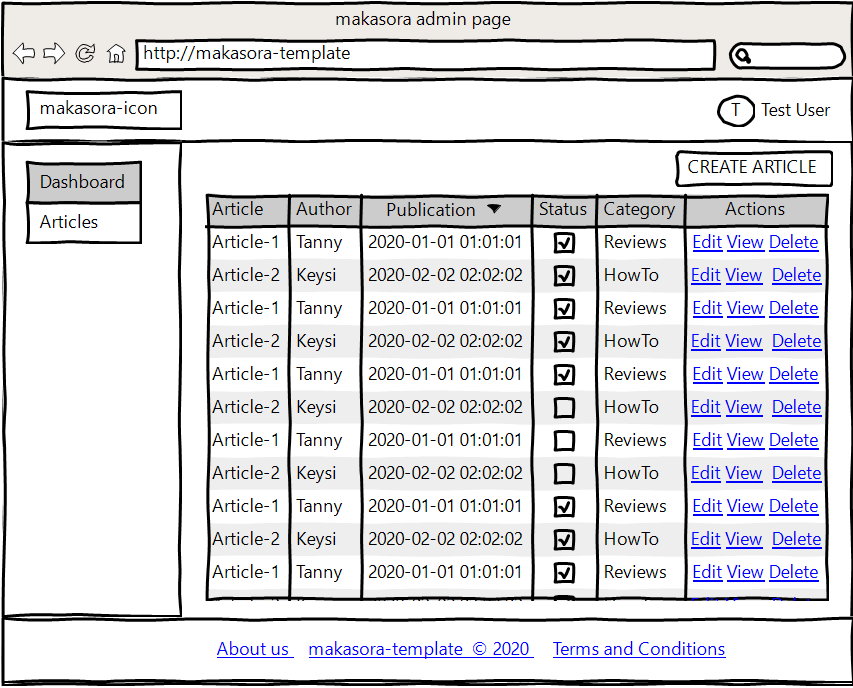 makasora admin page
http://makasora-template
makasora-icon
T Test User
Dashboard
Articles
CREATE ARTICLE
Article Author Publication Status Category Actions
Article-1 Tanny 2020-01-01 01:01:01 Reviews Edit View Delete
Article-2 Keysi 2020-02-02 02:02:02 HowTo Edit View Delete
Article-1 Tanny 2020-01-01 01:01:01 Reviews Edit View Delete
Article-2 Keysi 2020-02-02 02:02:02 HowTo Edit View Delete
Article-1 Tanny 2020-01-01 01:01:01 Reviews Edit View Delete
Article-2 Keysi 2020-02-02 02:02:02 HowTo Edit View Delete
Article-1 Tanny 2020-01-01 01:01:01 Reviews Edit View Delete
Article-2 Keysi 2020-02-02 02:02:02 HowTo Edit View Delete
Article-1 Tanny 2020-01-01 01:01:01 Reviews Edit View Delete
Article-2 Keysi 2020-02-02 02:02:02 HowTo Edit View Delete
Article-1 Tanny 2020-01-01 01:01:01 Reviews Edit View Delete
About us makasora-template © 2020 Terms and Conditions